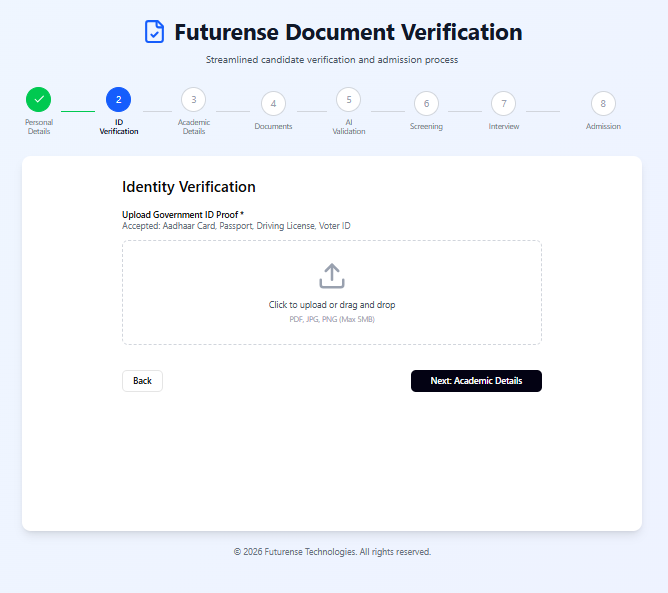 Futurense Document Verification
Streamlined candidate verification and admission process
2
3
4
5
6
7
8
Personal
Details
ID
Verification
Academic
Details
Documents
AI
Validation
Screening
Interview
Admission
Identity Verification
Upload Government ID Proof *
Accepted: Aadhaar Card, Passport, Driving License, Voter ID
Click to upload or drag and drop
PDF, JPG, PNG (Max 5MB)
Back
Next: Academic Details
© 2026 Futurense Technologies. All rights reserved.